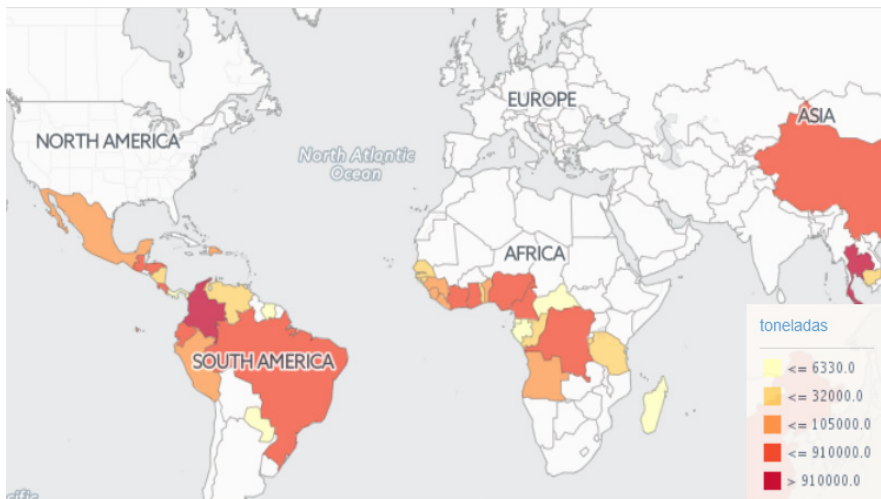 EUROPE
ASIA
NORTH AMERICA
North Atlantic
Ocean
AFRICA
SOUTH AMERICA
toneladas
<= 6330.0
<= 32000.0
<= 105000.0
<= 910000.0
> 910000.0